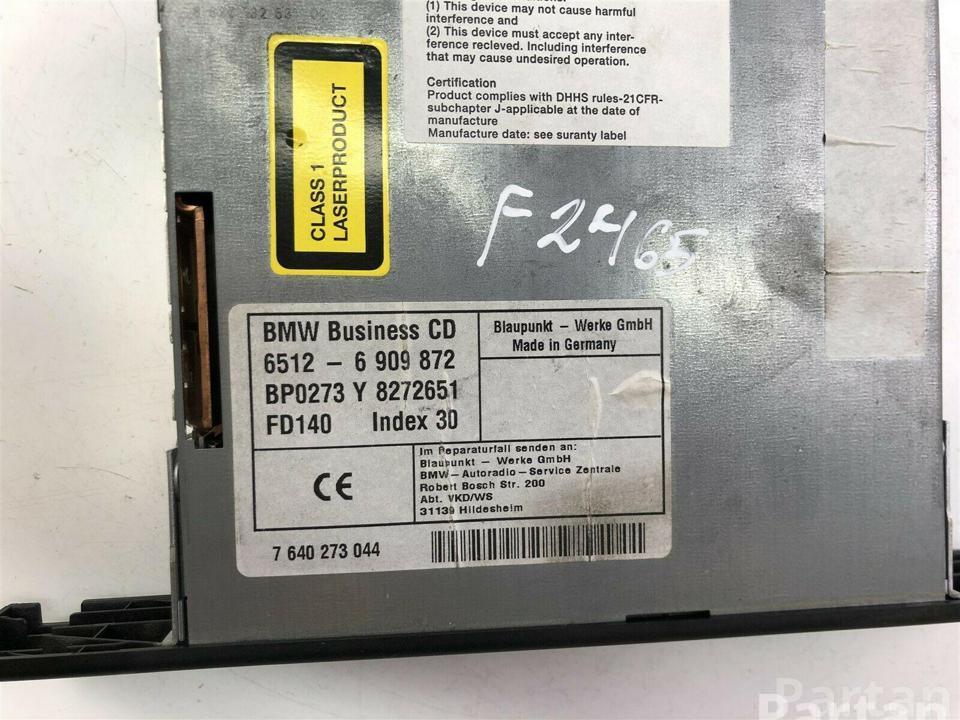 (1) This device may not cause harmful
interference and
(2) This device must accept any inter-
ference recieved. Including interference
that may cause undesired operation.
Certification
Product complies with DHHS rules-21CFR-
subchapter J-applicable at the date of
manufacture
Manufacture date: see suranty label
CLASS 1
LASERPRODUCT
F2465
BMW Business CD
6512 - 6 909 872
BP0273 Y 8272651
FD140 Index 30
Blaupunkt - Werke GmbH
Made in Germany
CE
Im Reparaturfall senden an:
Blaupunkt - Werke GmbH
BMW-Autoradio-Service Zentrale
Robert Bosch Str. 200
Abt. VKD/WS
31139 Hildesheim
7 640 273 044
Partan
Partan